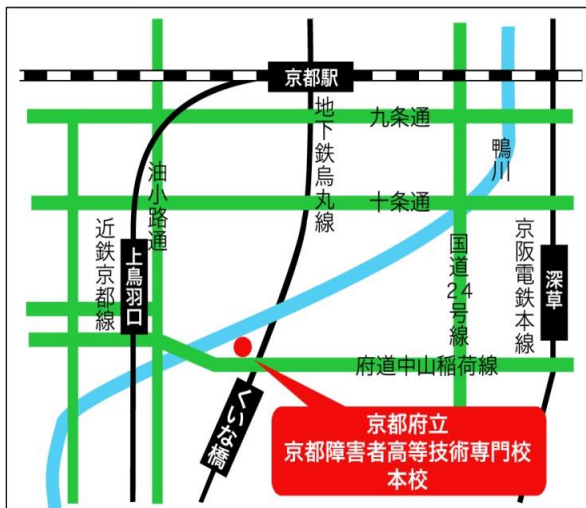 京都駅
九条通
地下鉄烏丸線
鴨川
油小路通
十条通
近鉄京都線
上鳥羽口
国道24号線
京阪電鉄本線
深草
府道中山稲荷線
くいな橋
京都府立
京都障害者高等技術専門校
本校